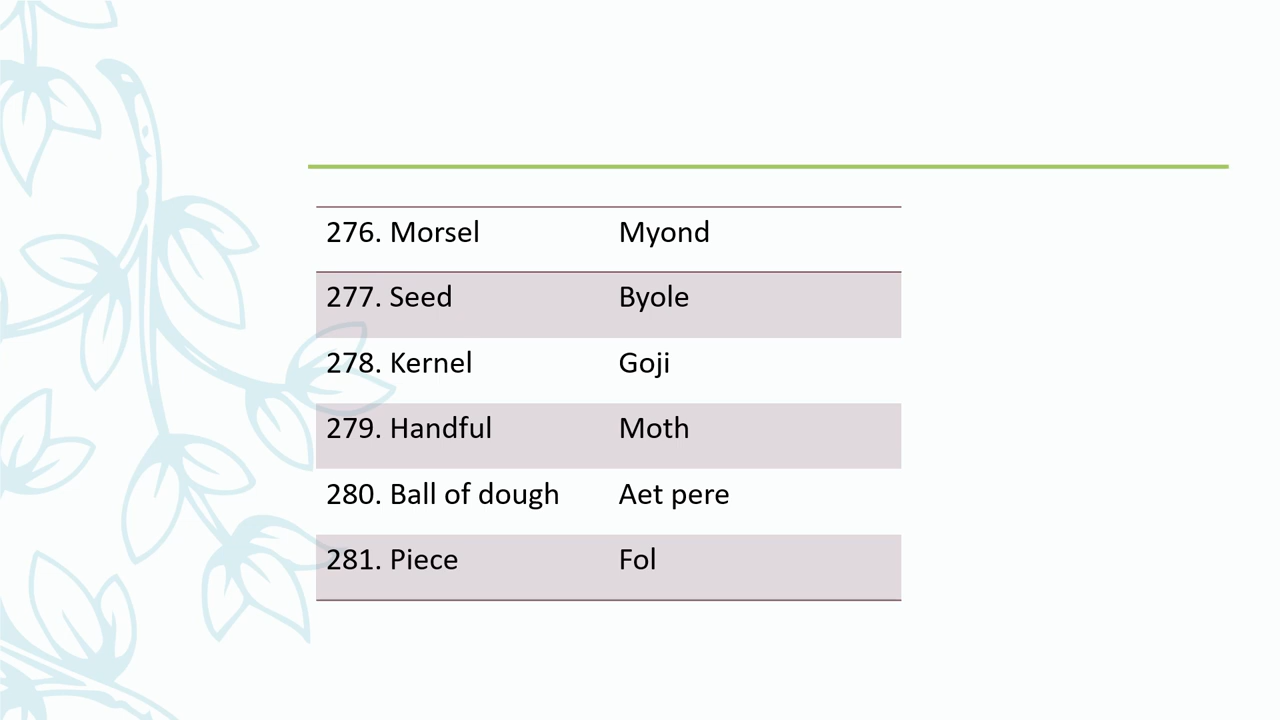 276. Morsel Myond
277. Seed Byole
278. Kernel Goji
279. Handful Moth
280. Ball of dough Aet pere
281. Piece Fol